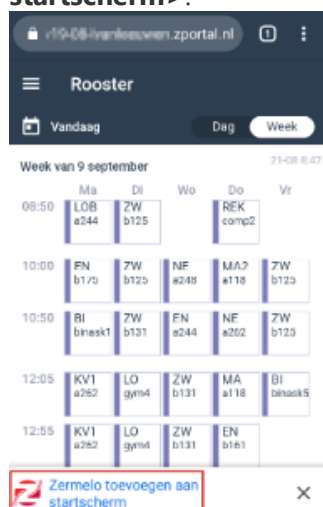 startscherm>.
.zportal.nl 1
Rooster
Vandaag Dag Week
Week van 9 september 21-08 8:47
Ma Di Wo Do Vr
08:50 LOB ZW REK
a244 b125 comp2
10:00 EN ZW NE MA2 ZW
b175 b125 a248 a118 b123
10:50 BI ZW EN NE ZW
binask1 b131 a244 a202 b123
12:05 KV1 LO ZW MA BI
a262 gym4 b131 a118 binask5
12:55 KV1 LO ZW EN
a262 gym4 b131 b161
Zermelo toevoegen aan
startscherm